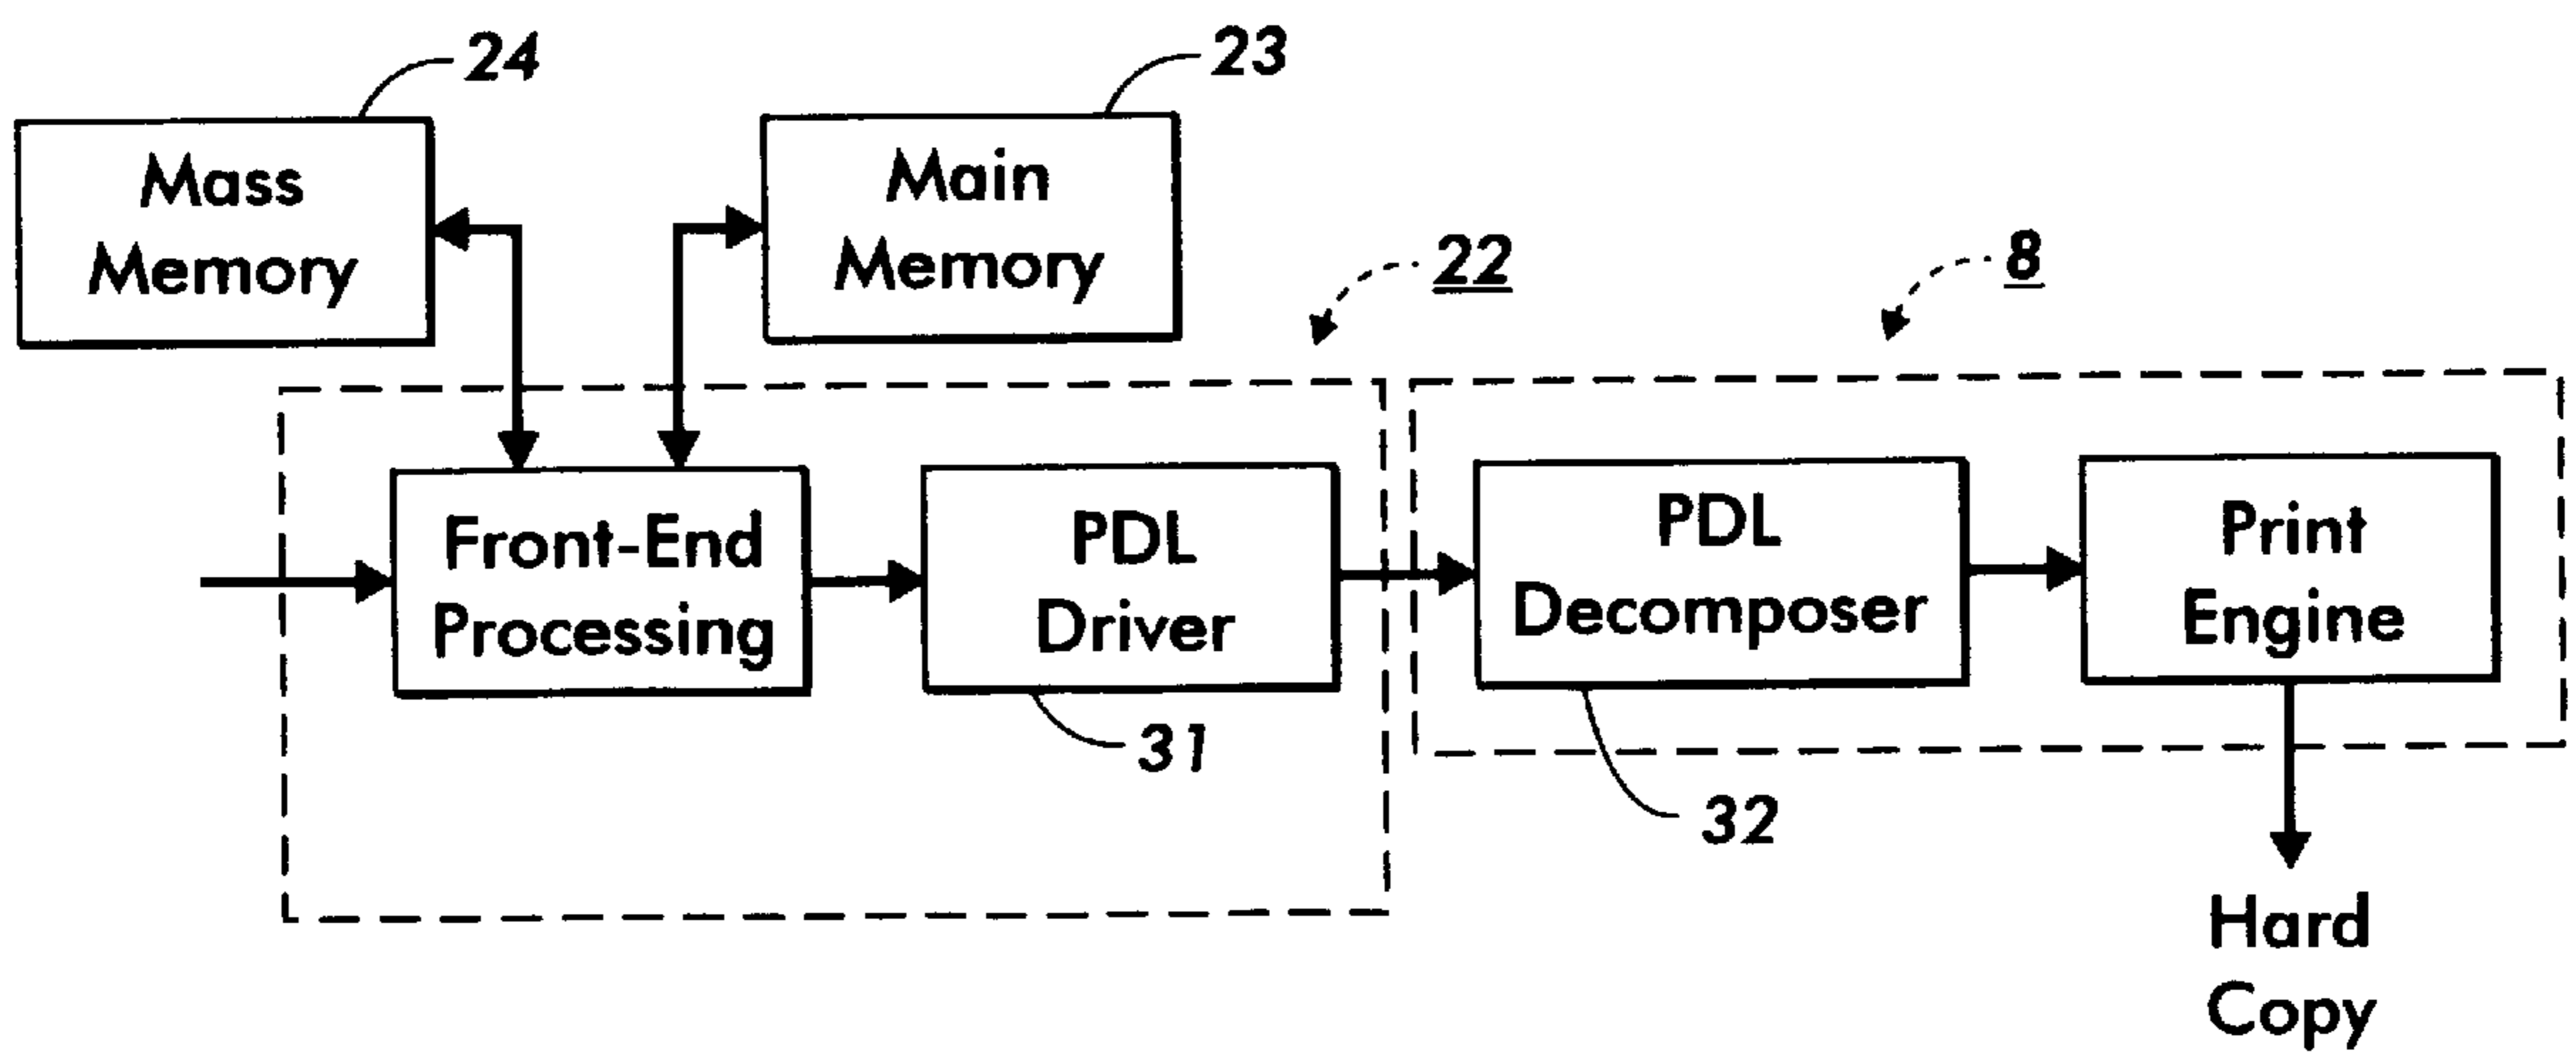 24
23
Mass
Memory
Main
Memory
22
8
Front-End
Processing
PDL
Driver
PDL
Decomposer
Print
Engine
31
32
Hard
Copy